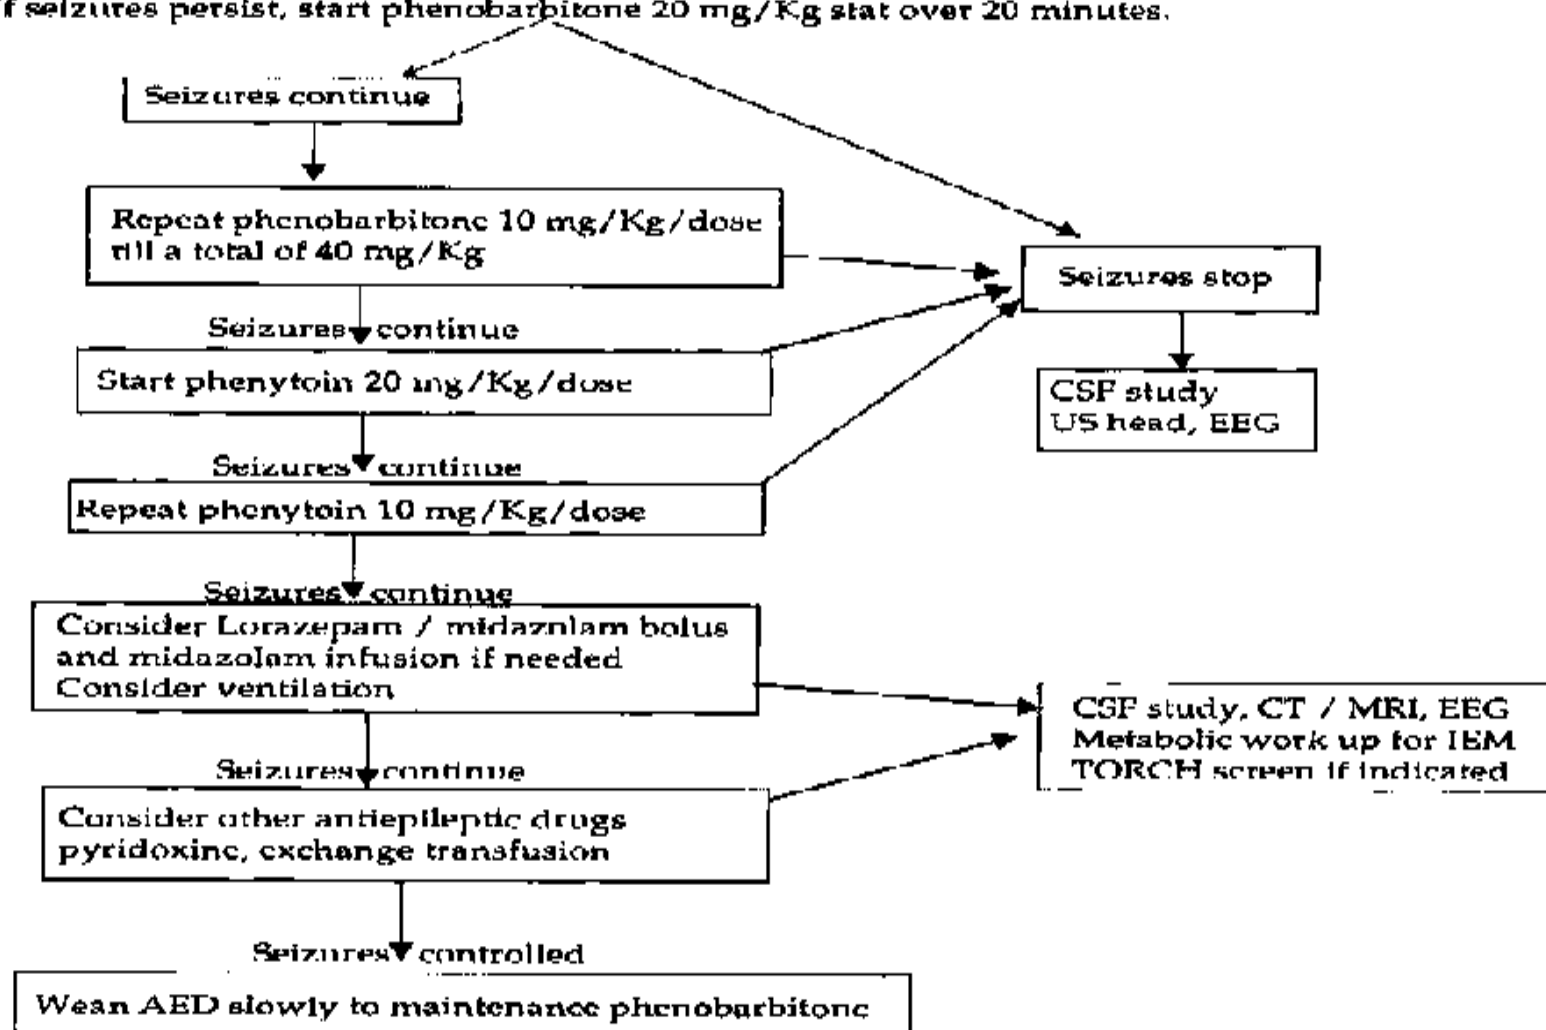 If seizures persist, start phenobarbitone 20 mg/Kg stat over 20 minutes.
Seizures continue
Repeat phenobarbitone 10 mg/Kg/dose
till a total of 40 mg/Kg
Seizures continue
Start phenytoin 20 mg/Kg/dose
Seizures continue
Repeat phenytoin 10 mg/Kg/dose
Seizures continue
Consider Lorazepam / midazolam bolus
and midazolam infusion if needed
Consider ventilation
Seizures continue
Consider other antiepileptic drugs
pyridoxine, exchange transfusion
Seizures controlled
Wean AED slowly to maintenance phenobarbitone
Seizures stop
CSF study
US head, EEG
CSF study, CT / MRI, EEG
Metabolic work up for IEM
TORCH screen if indicated